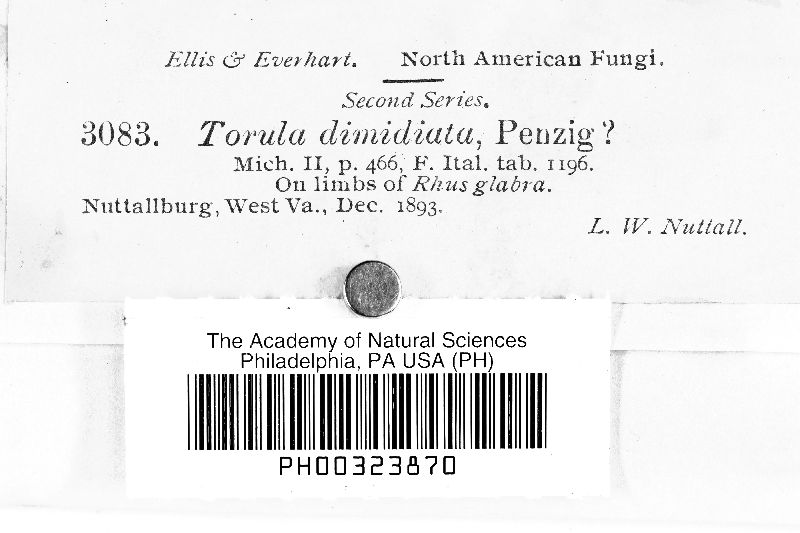 Ellis & Everhart. North American Fungi.
Second Series.
3083. Torula dimidiata, Penzig?
Mich. II, p. 466, F. Ital. tab. 1196.
On limbs of Rhus glabra.
Nuttallburg, West Va., Dec. 1893.
L. W. Nuttall.
The Academy of Natural Sciences
Philadelphia, PA USA (PH)
PH00323870